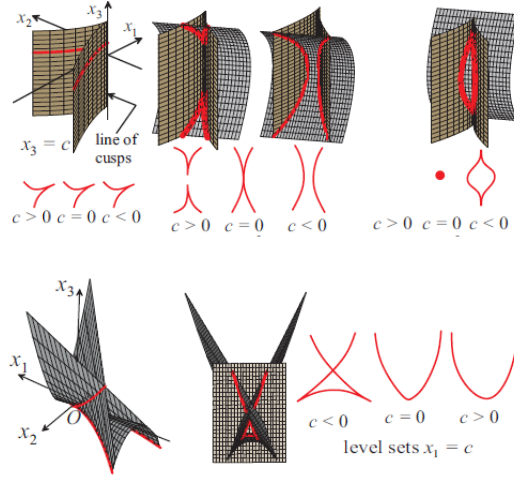 x₂ x₃ x₁
x₃ = c
line of
cusps
c > 0 c = 0 c < 0
c > 0 c = 0 c < 0
c > 0 c = 0 c < 0
x₃
x₁
x₂
O
c < 0 c = 0 c > 0
level sets x₁ = c